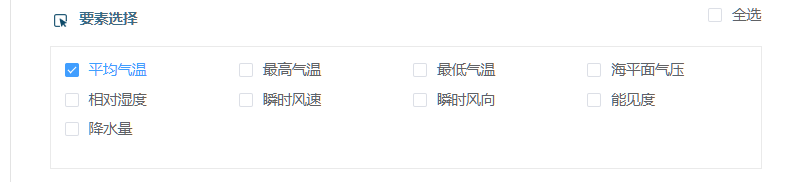 要素选择 全选
平均气温 最高气温 最低气温 海平面气压
相对湿度 瞬时风速 瞬时风向 能见度
降水量